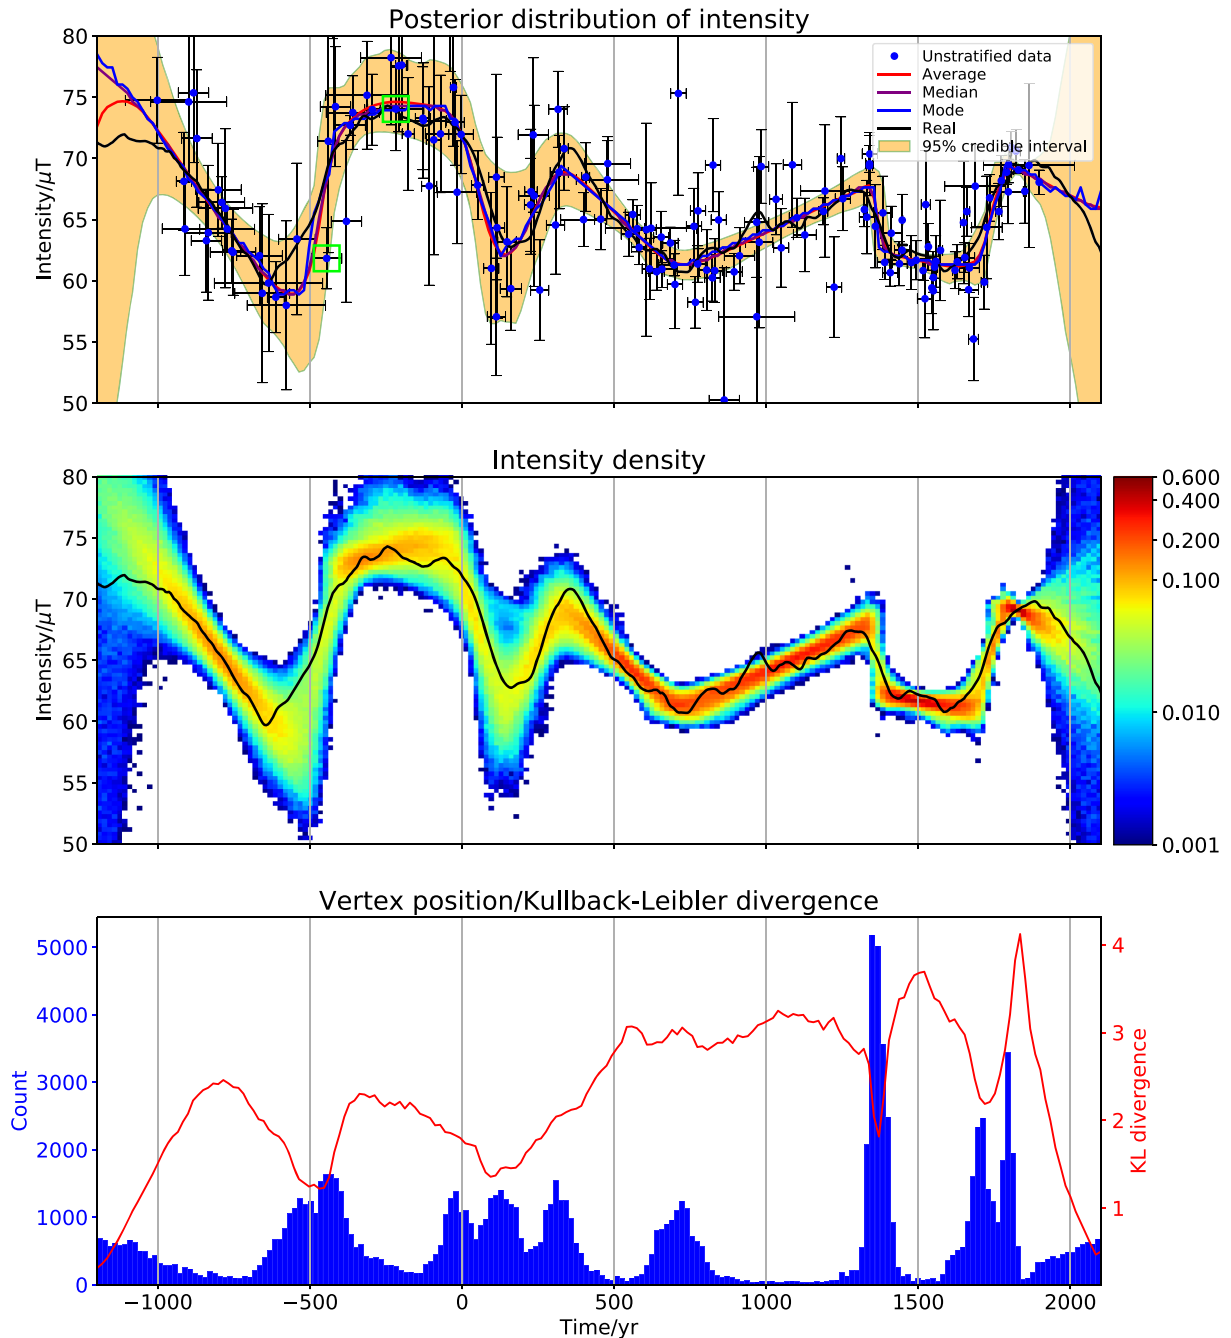 Posterior distribution of intensity
80
75
70
65
60
55
50
Intensity/μT
Unstratified data
Average
Median
Mode
Real
95% credible interval
Intensity density
80
75
70
65
60
55
50
Intensity/μT
0.600
0.400
0.200
0.100
0.010
0.001
Vertex position/Kullback-Leibler divergence
5000
4000
3000
2000
1000
0
Count
4
3
2
1
KL divergence
−1000 −500 0 500 1000 1500 2000
Time/yr